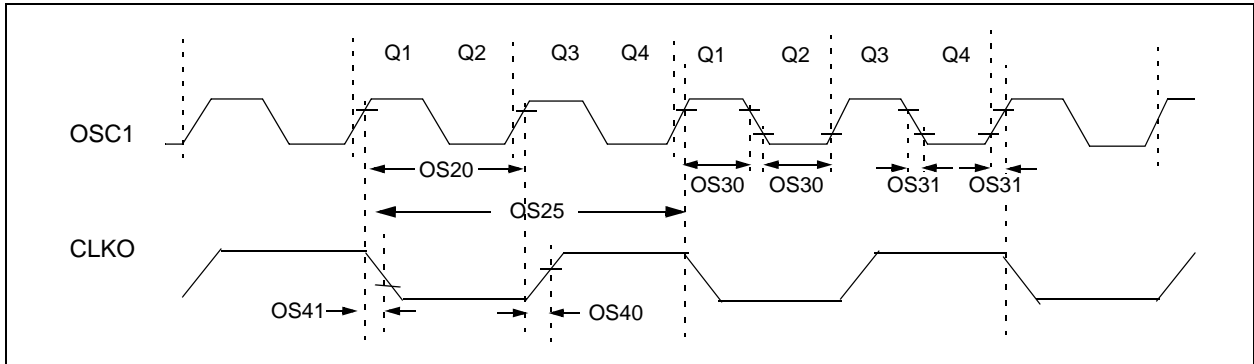 Q1 Q2 Q3 Q4 Q1 Q2 Q3 Q4
OSC1
OS20 OS30 OS30 OS31 OS31
OS25
CLKO
OS41 OS40